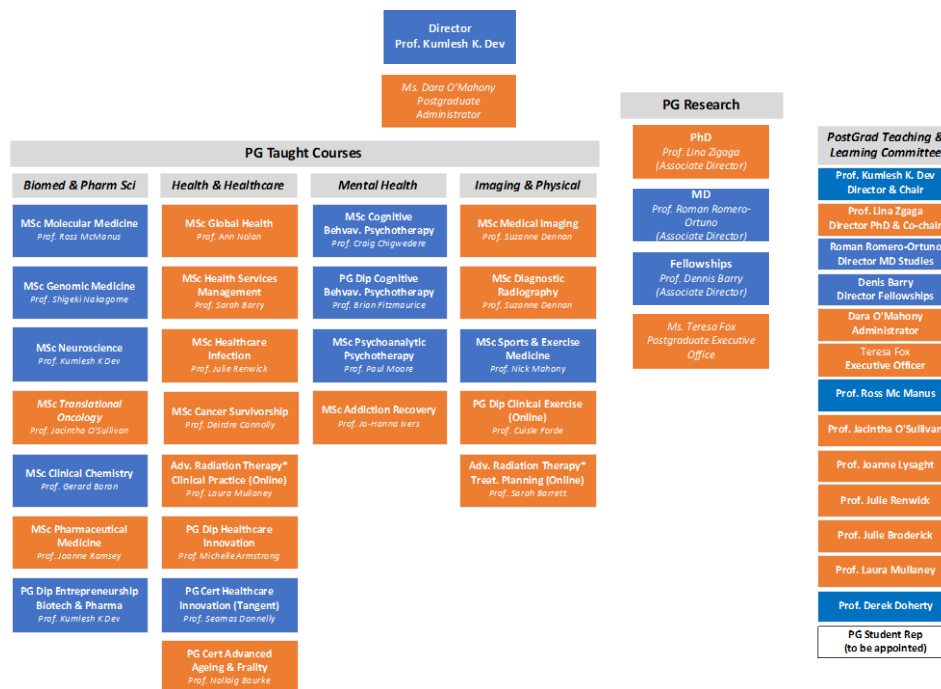 Director
Prof. Kumlesh K. Dev
Ms. Dara O'Mahony
Postgraduate
Administrator
PG Taught Courses
Biomed & Pharm Sci
MSc Molecular Medicine
Prof. Ross McManus
MSc Genomic Medicine
Prof. Shigeki Nakagome
MSc Neuroscience
Prof. Kumlesh K Dev
MSc Translational
Oncology
Prof. Jacintha O'Sullivan
MSc Clinical Chemistry
Prof. Gerard Boran
MSc Pharmaceutical
Medicine
Prof. Joanne Ramsey
PG Dip Entrepreneurship
Biotech & Pharma
Prof. Kumlesh K Dev
Health & Healthcare
MSc Global Health
Prof. Ann Nolan
MSc Health Services
Management
Prof. Sarah Barry
MSc Healthcare
Infection
Prof. Julie Renwick
MSc Cancer Survivorship
Prof. Deirdre Connolly
Adv. Radiation Therapy*
Clinical Practice (Online)
Prof. Laura Mullaney
PG Dip Healthcare
Innovation
Prof. Michelle Armstrong
PG Cert Healthcare
Innovation (Tangent)
Prof. Seamas Donnelly
PG Cert Advanced
Ageing & Frailty
Prof. Nollaig Bourke
Mental Health
MSc Cognitive
Behvav. Psychotherapy
Prof. Craig Chigwedere
PG Dip Cognitive
Behvav. Psychotherapy
Prof. Brian Fitzmaurice
MSc Psychoanalytic
Psychotherapy
Prof. Paul Moore
MSc Addiction Recovery
Prof. Jo-Hanna Ivers
Imaging & Physical
MSc Medical Imaging
Prof. Suzanne Dennan
MSc Diagnostic
Radiography
Prof. Suzanne Dennan
MSc Sports & Exercise
Medicine
Prof. Nick Mahony
PG Dip Clinical Exercise
(Online)
Prof. Cuisle Forde
Adv. Radiation Therapy*
Treat. Planning (Online)
Prof. Sarah Barrett
PG Research
PhD
Prof. Lina Zigaga
(Associate Director)
MD
Prof. Roman Romero-
Ortuno
(Associate Director)
Fellowships
Prof. Dennis Barry
(Associate Director)
Ms. Teresa Fox
Postgraduate Executive
Office
PostGrad Teaching &
Learning Committee
Prof. Kumlesh K. Dev
Director & Chair
Prof. Lina Zgaga
Director PhD & Co-chair
Roman Romero-Ortuno
Director MD Studies
Denis Barry
Director Fellowships
Dara O'Mahony
Administrator
Teresa Fox
Executive Officer
Prof. Ross Mc Manus
Prof. Jacintha O'Sullivan
Prof. Joanne Lysaght
Prof. Julie Renwick
Prof. Julie Broderick
Prof. Laura Mullaney
Prof. Derek Doherty
PG Student Rep
(to be appointed)